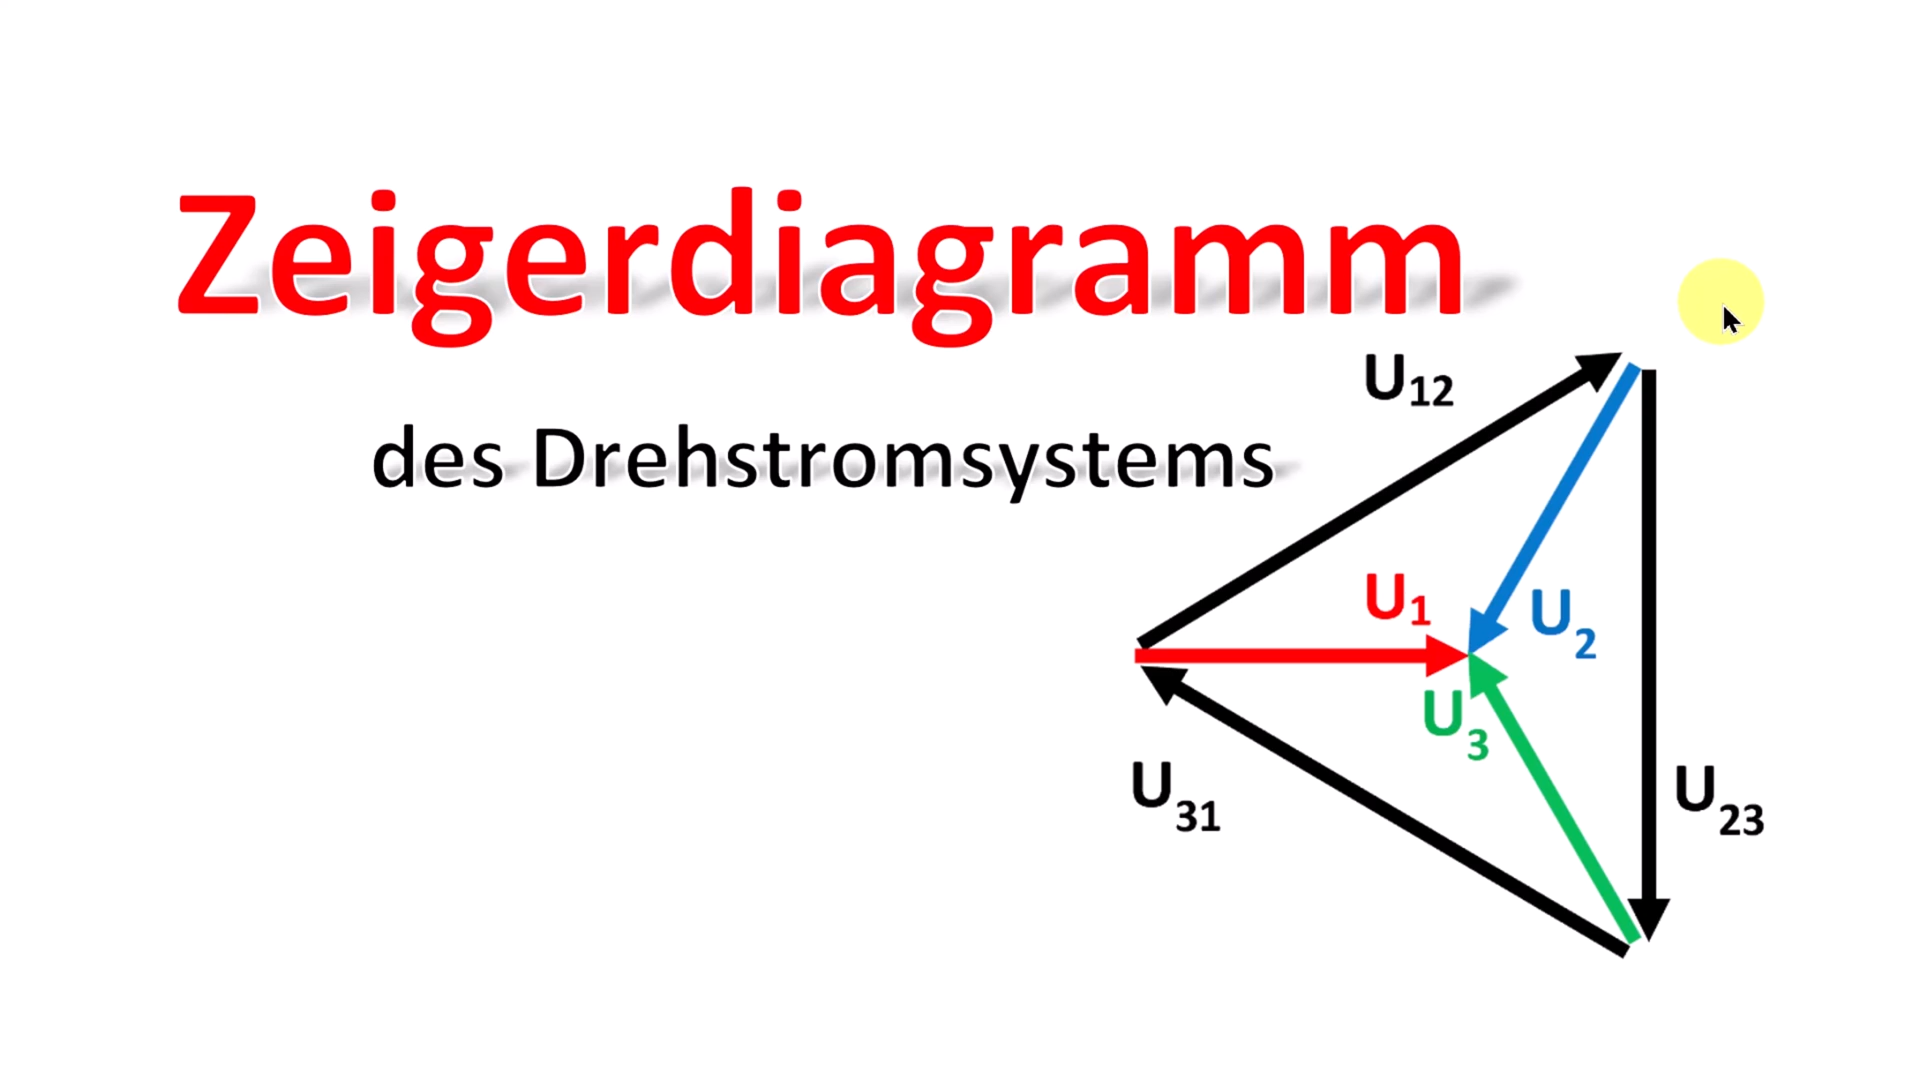 Zeigerdiagramm
des Drehstromsystems
U₁₂
U₁
U₂
U₃
U₃₁
U₂₃